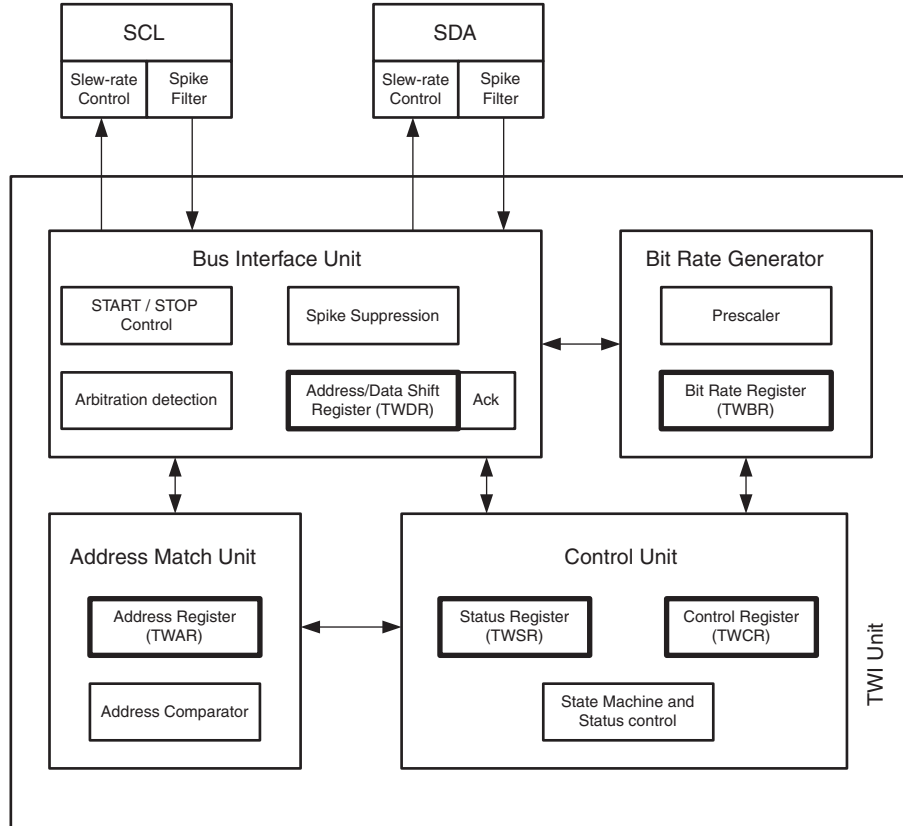 SCL
Slew-rate
Control
Spike
Filter
SDA
Slew-rate
Control
Spike
Filter
Bus Interface Unit
START / STOP
Control
Spike Suppression
Arbitration detection
Address/Data Shift
Register (TWDR)
Ack
Bit Rate Generator
Prescaler
Bit Rate Register
(TWBR)
Address Match Unit
Address Register
(TWAR)
Address Comparator
Control Unit
Status Register
(TWSR)
Control Register
(TWCR)
State Machine and
Status control
TWI Unit